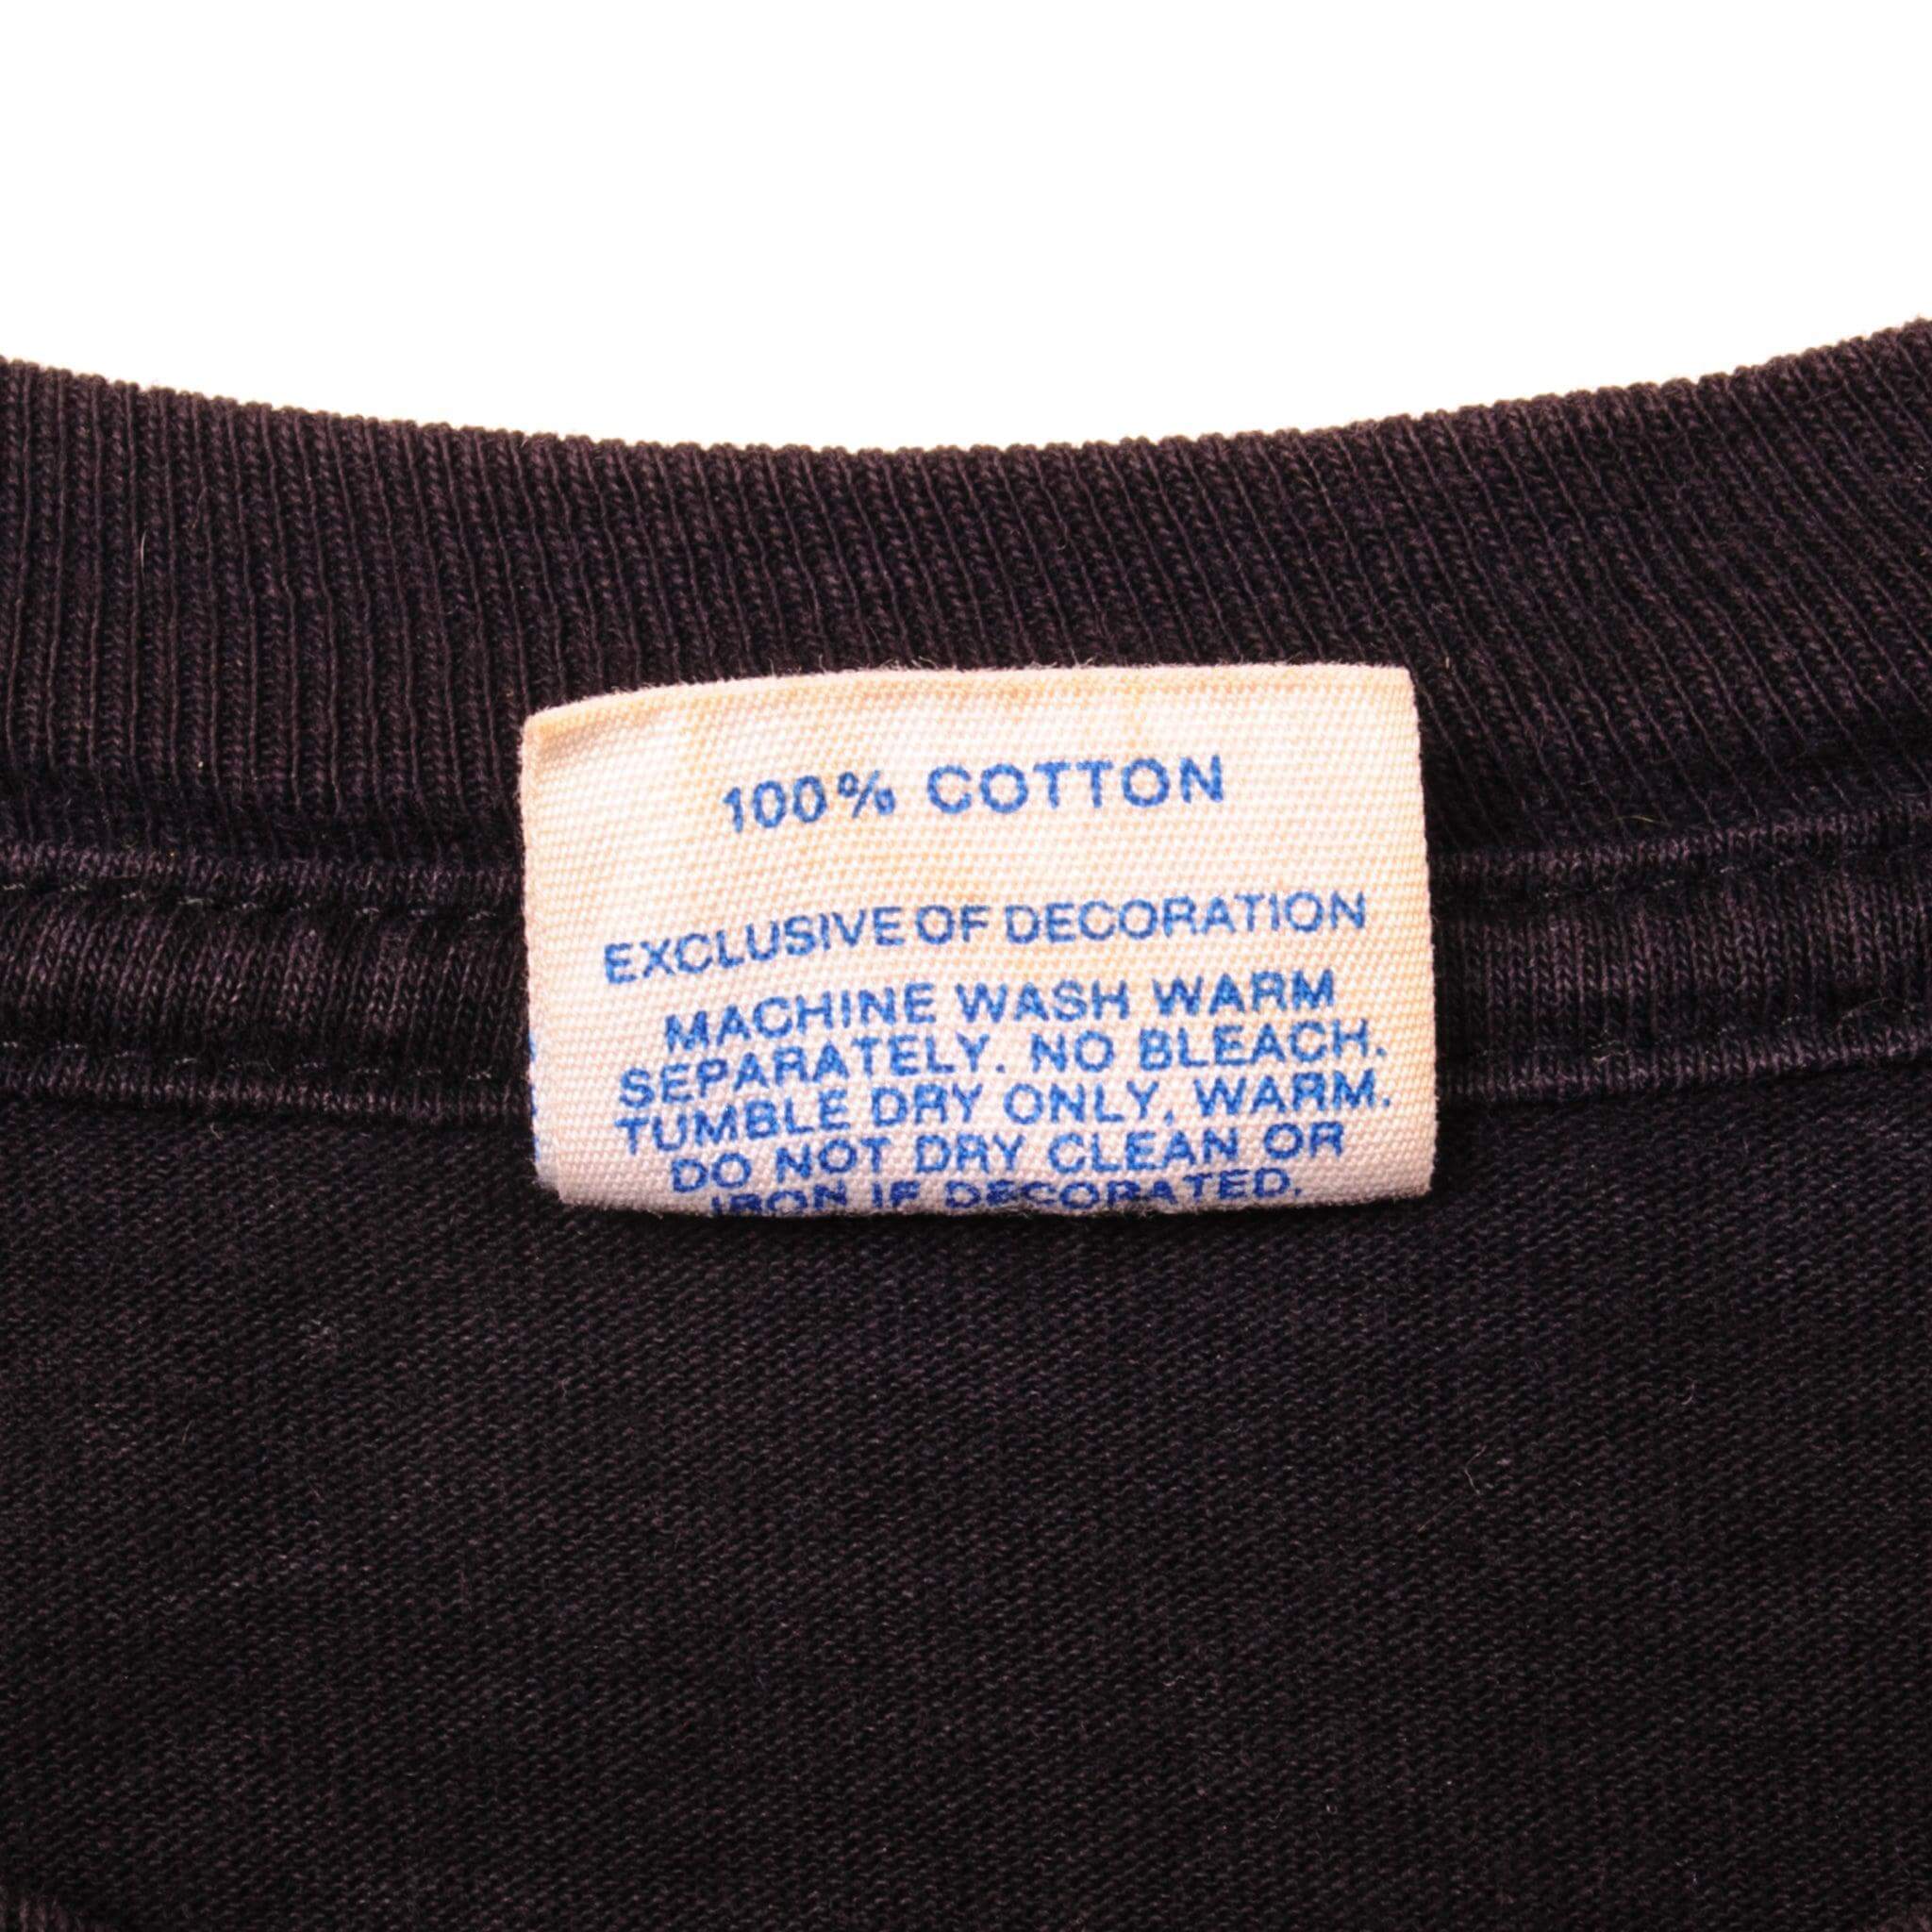 100% COTTON
EXCLUSIVE OF DECORATION
MACHINE WASH WARM
SEPARATELY. NO BLEACH.
TUMBLE DRY ONLY, WARM.
DO NOT DRY CLEAN OR
IRON IF DECORATED.